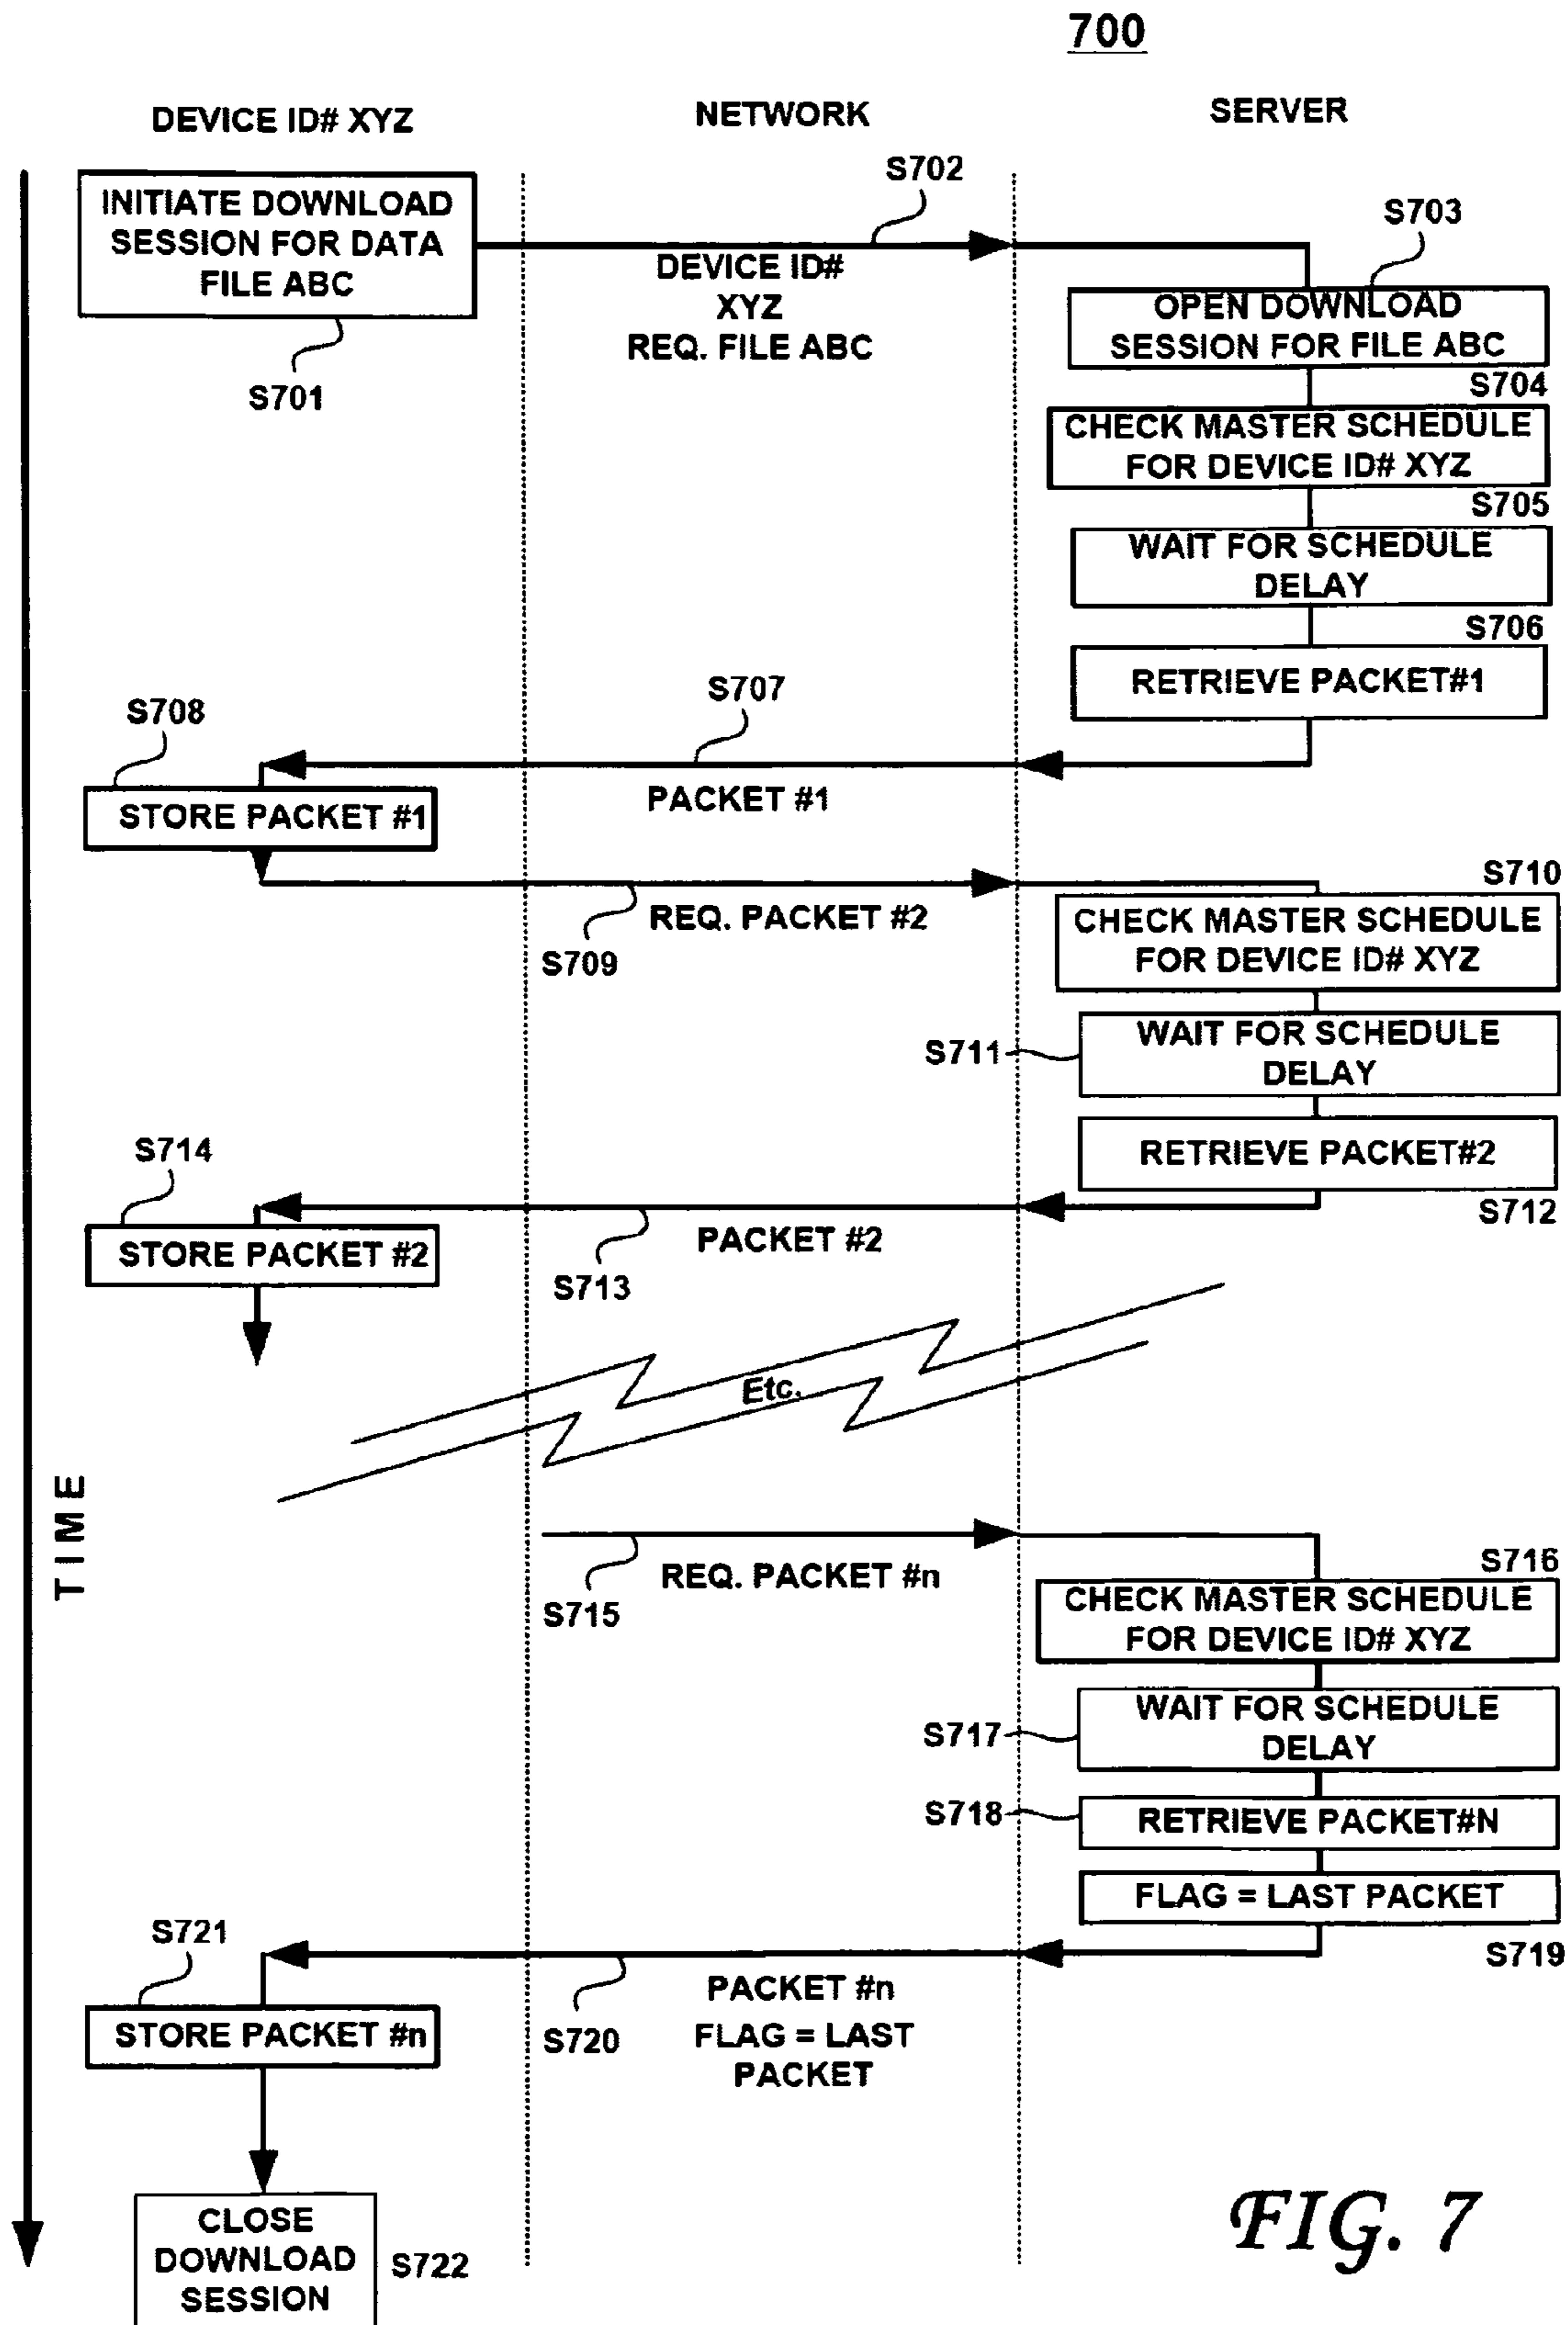 700
DEVICE ID# XYZ
NETWORK
SERVER
S702
INITIATE DOWNLOAD
SESSION FOR DATA
FILE ABC
S701
DEVICE ID#
XYZ
REQ. FILE ABC
S703
OPEN DOWNLOAD
SESSION FOR FILE ABC
S704
CHECK MASTER SCHEDULE
FOR DEVICE ID# XYZ
S705
WAIT FOR SCHEDULE
DELAY
S706
RETRIEVE PACKET#1
S707
S708
PACKET #1
STORE PACKET #1
REQ. PACKET #2
S709
S710
CHECK MASTER SCHEDULE
FOR DEVICE ID# XYZ
S711
WAIT FOR SCHEDULE
DELAY
RETRIEVE PACKET#2
S712
S714
PACKET #2
STORE PACKET #2
S713
Etc.
TIME
REQ. PACKET #n
S715
S716
CHECK MASTER SCHEDULE
FOR DEVICE ID# XYZ
S717
WAIT FOR SCHEDULE
DELAY
S718
RETRIEVE PACKET#N
FLAG = LAST PACKET
S719
S721
PACKET #n
FLAG = LAST
PACKET
S720
STORE PACKET #n
CLOSE
DOWNLOAD
SESSION
S722
FIG. 7